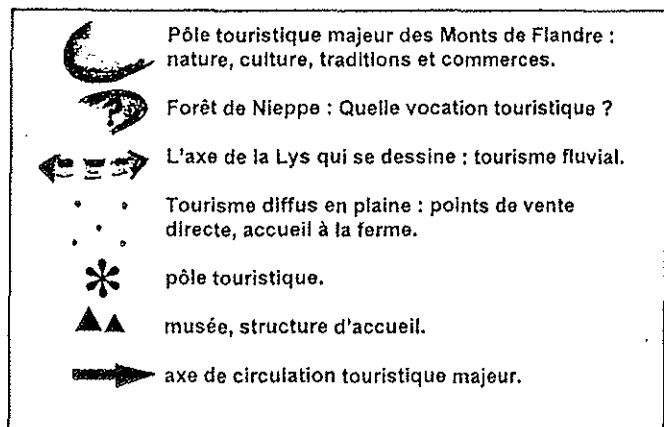 Pôle touristique majeur des Monts de Flandre :
nature, culture, traditions et commerces.
?
Forêt de Nieppe : Quelle vocation touristique ?
L'axe de la Lys qui se dessine : tourisme fluvial.
Tourisme diffus en plaine : points de vente
directe, accueil à la ferme.
pôle touristique.
musée, structure d'accueil.
axe de circulation touristique majeur.